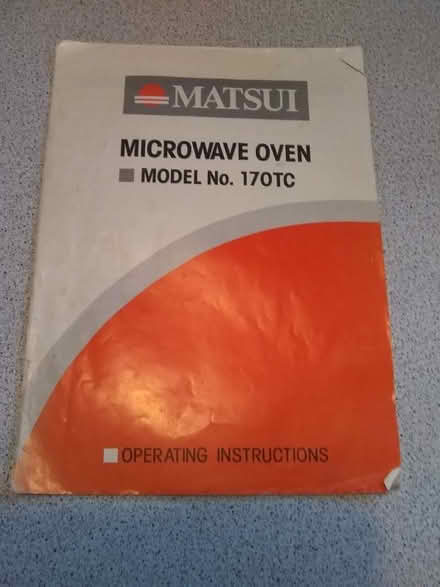 MATSUI
MICROWAVE OVEN
MODEL No. 170TC
OPERATING INSTRUCTIONS